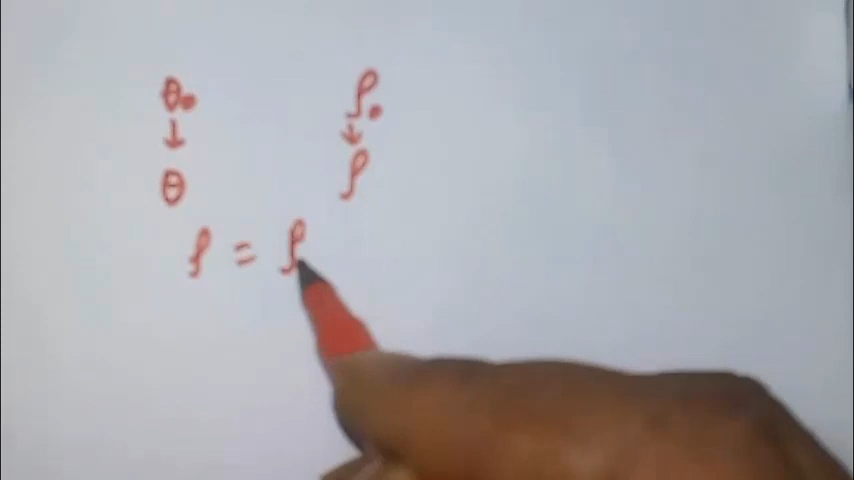 θ₀ ρ₀
↓ ↓
θ ρ
ρ = ρ